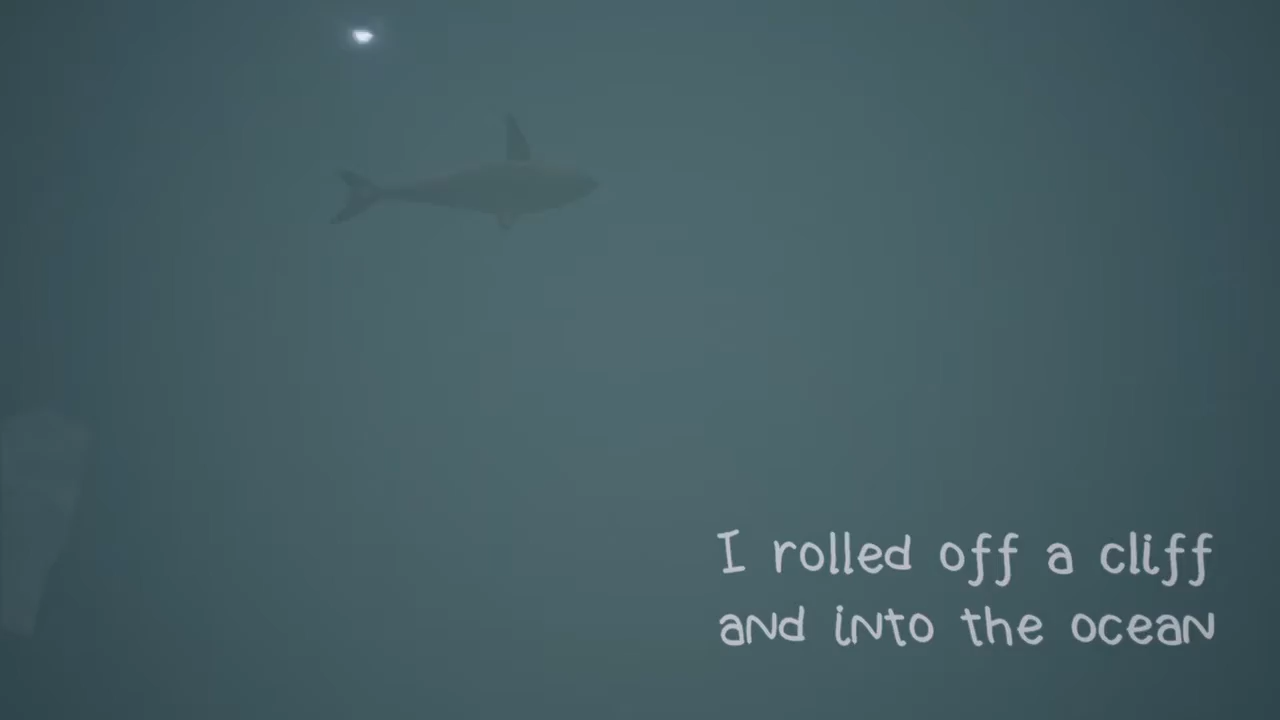 I rolled off a cliff
and into the ocean